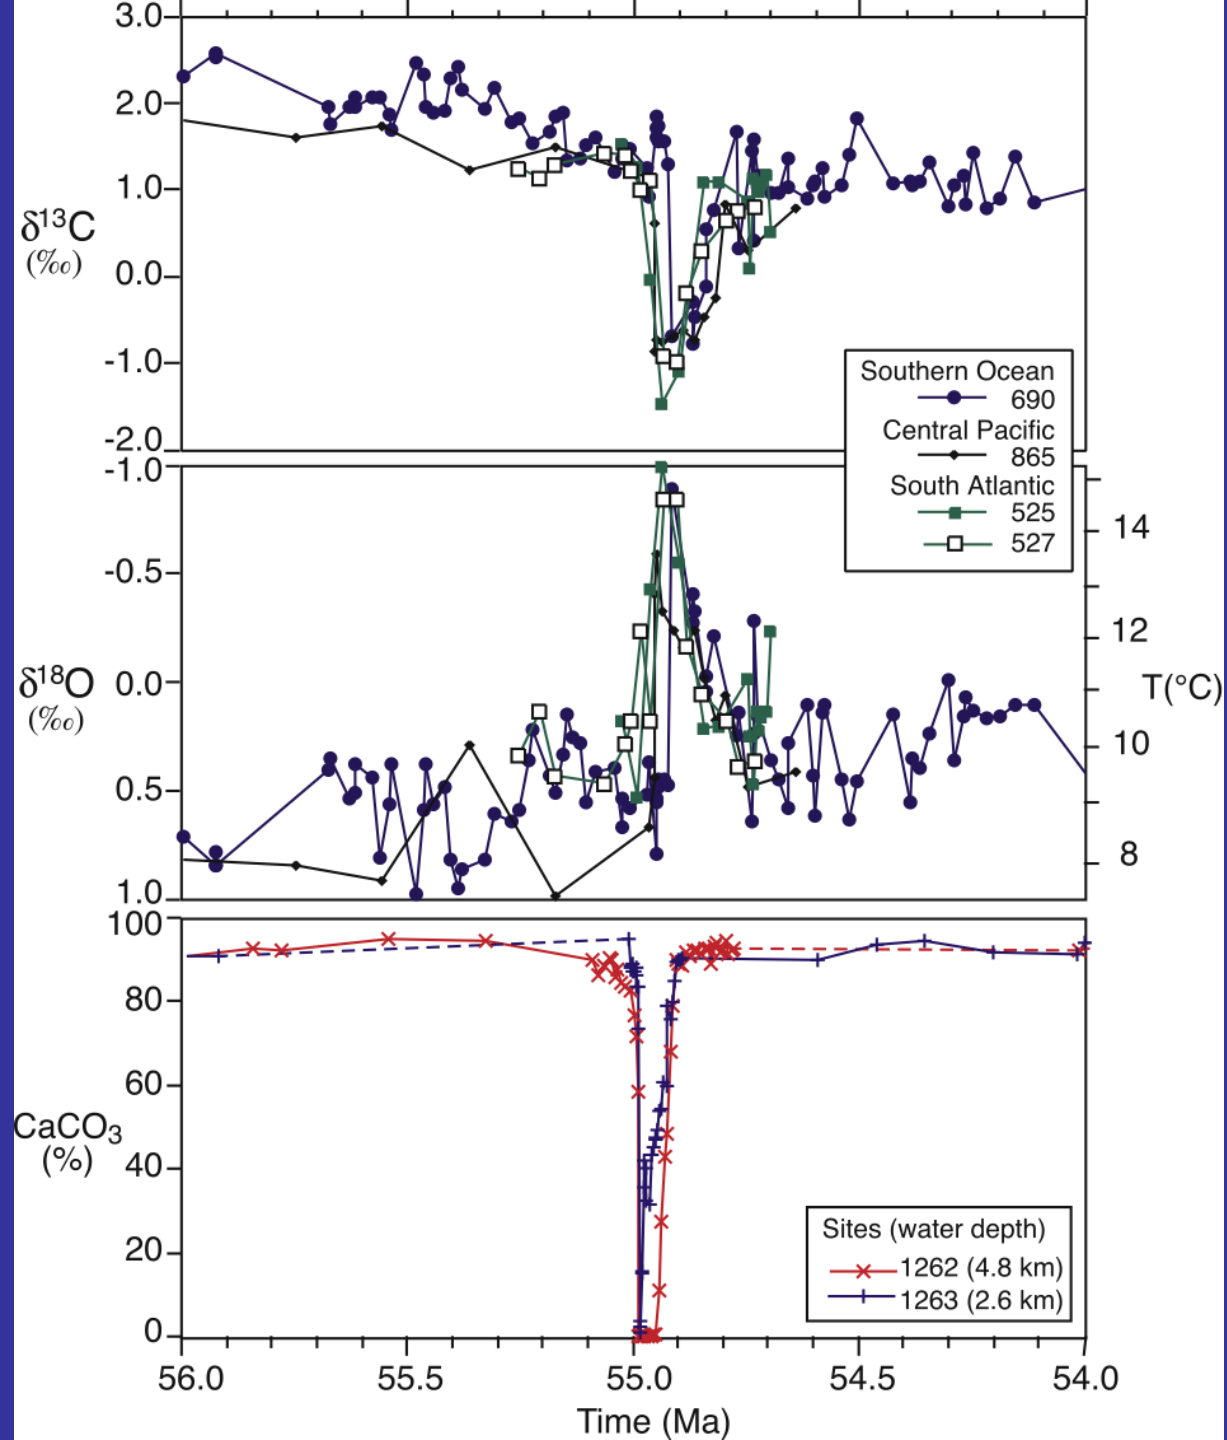 3.0
2.0
1.0
0.0
-1.0
-2.0
δ13C
(‰)
Southern Ocean
690
Central Pacific
865
South Atlantic
525
527
-1.0
-0.5
0.0
0.5
1.0
δ18O
(‰)
14
12
10
8
T(°C)
100
80
60
40
20
0
CaCO3
(%)
Sites (water depth)
1262 (4.8 km)
1263 (2.6 km)
56.0 55.5 55.0 54.5 54.0
Time (Ma)